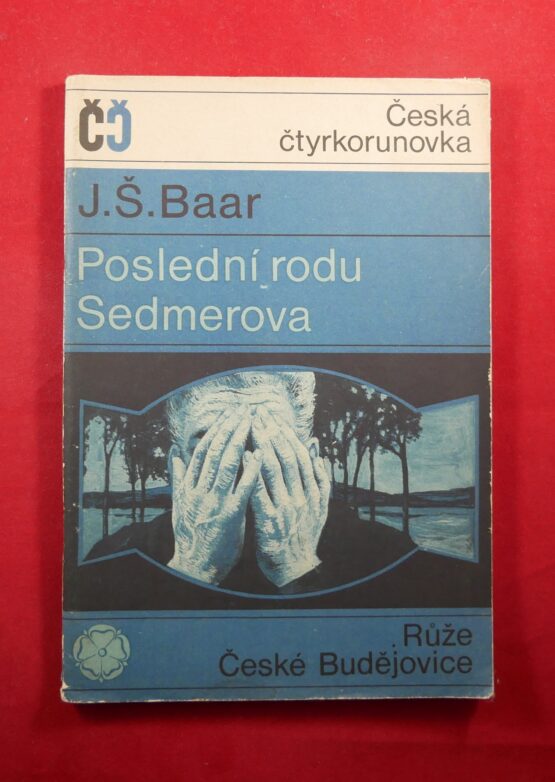 ČČ
Česká
čtyrkorunovka
J.Š.Baar
Poslední rodu
Sedmerova
Růže
České Budějovice